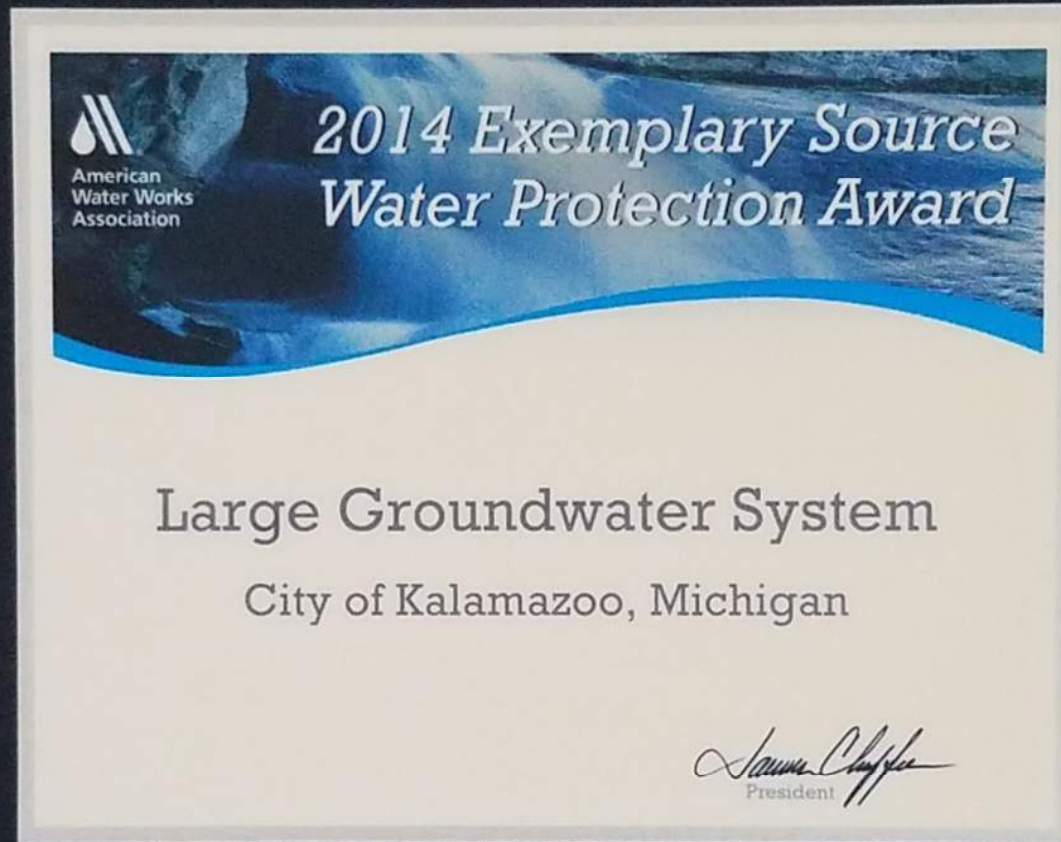 American
Water Works
Association
2014 Exemplary Source
Water Protection Award
Large Groundwater System
City of Kalamazoo, Michigan
President